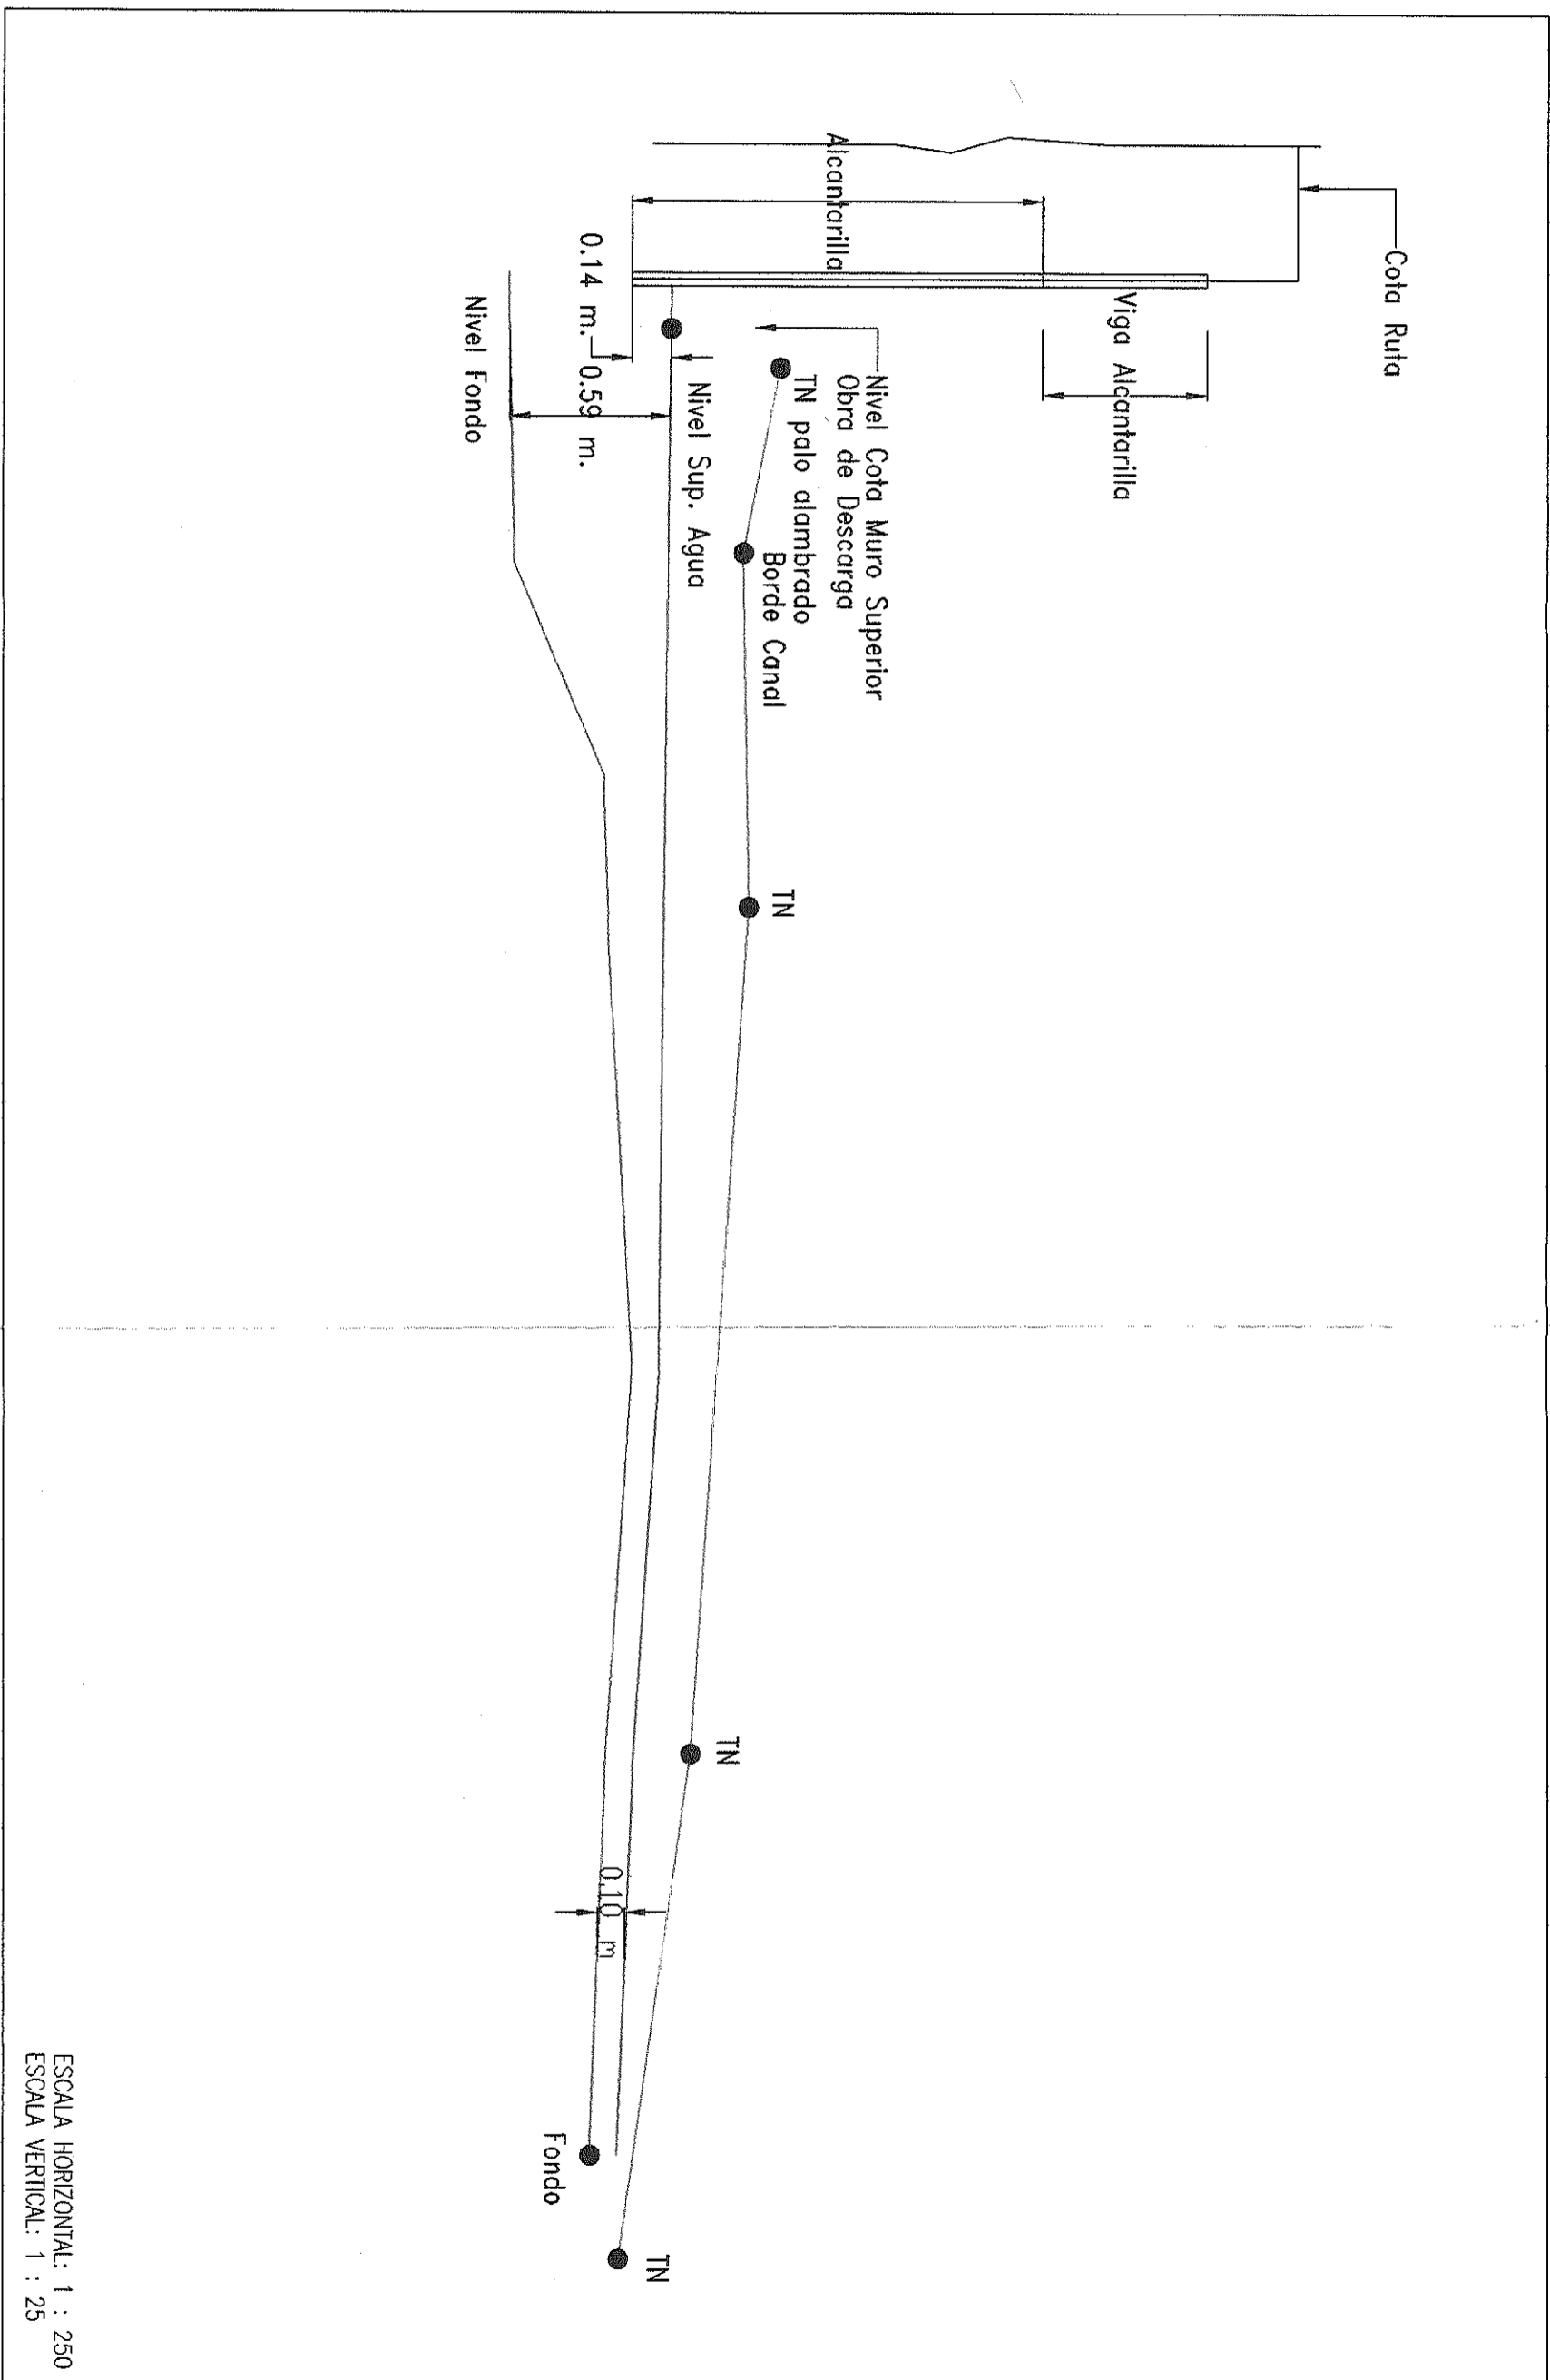 Cota Ruta
Viga Alcantarilla
Alcantarilla
Nivel Cota Muro Superior
Obra de Descarga
TN palo alambrado
Borde Canal
TN
TN
TN
Nivel Sup. Agua
0.14 m.
0.59 m.
Nivel Fondo
0.10 m
Fondo
ESCALA HORIZONTAL: 1 : 250
ESCALA VERTICAL: 1 : 25